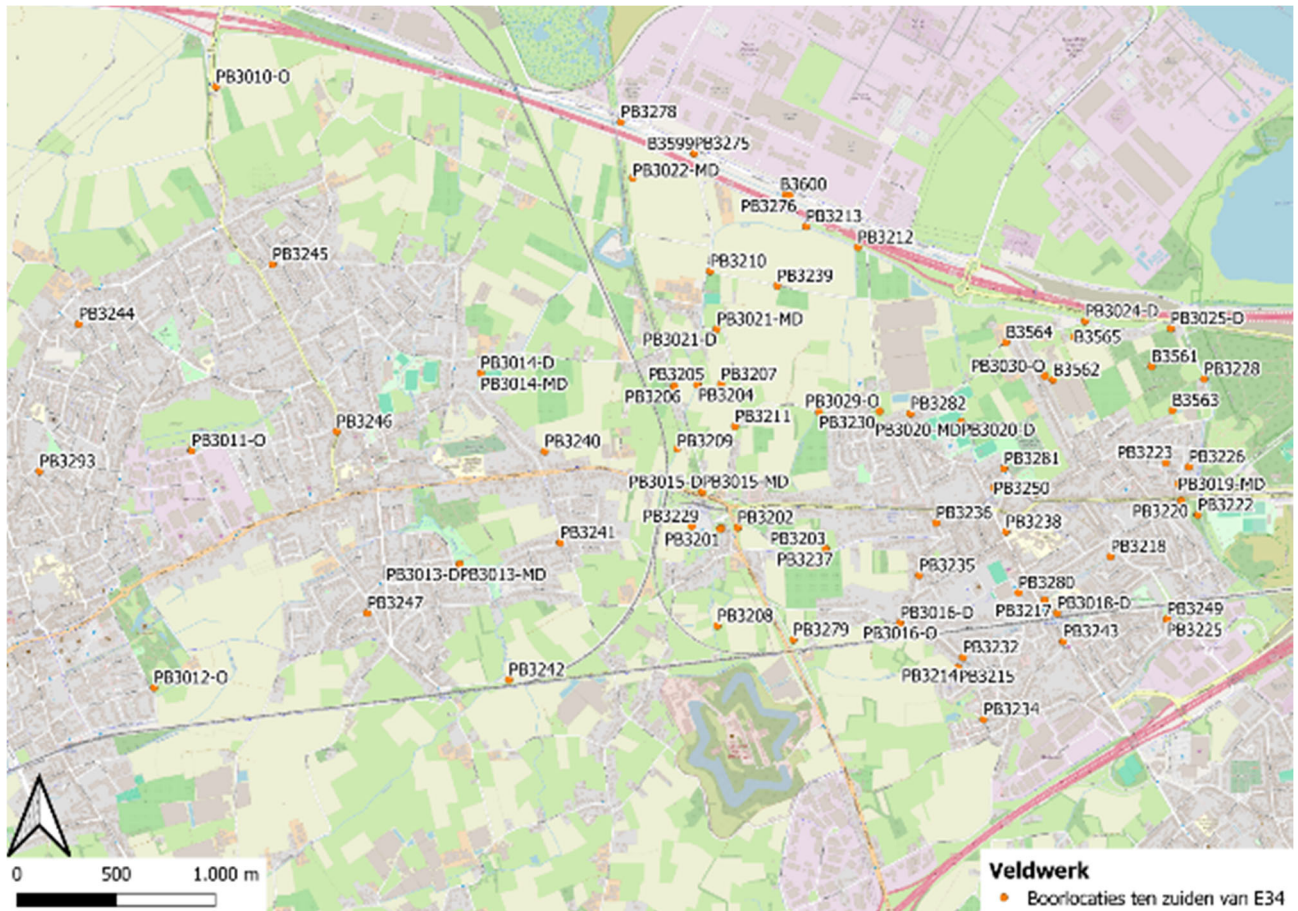 PB3010-O
PB3278
B3599PB3275
PB3022-MD
B3600
PB3276
PB3213
PB3212
PB3245
PB3210
PB3239
PB3244
PB3021-MD
PB3024-D
PB3025-O
PB3021-D
B3564
B3565
PB3014-D
B3561
PB3030-O
B3562
PB3228
PB3014-MD
PB3205
PB3207
PB3206
PB3204
PB3029-O
PB3282
B3563
PB3246
PB3211
PB3230
PB3020-MDPB3020-D
PB3011-O
PB3240
PB3209
PB3293
PB3281
PB3223
PB3226
PB3015-DPB3015-MD
PB3250
PB3019-MD
PB3229
PB3202
PB3236
PB3220
PB3222
PB3241
PB3201
PB3203
PB3238
PB3237
PB3218
PB3013-DPB3013-MD
PB3235
PB3280
PB3247
PB3208
PB3016-D
PB3217
PB3018-D
PB3249
PB3279
PB3016-O
PB3243
PB3225
PB3232
PB3012-O
PB3242
PB3214PB3215
PB3234
0 500 1.000 m
Veldwerk
Boorlocaties ten zuiden van E34